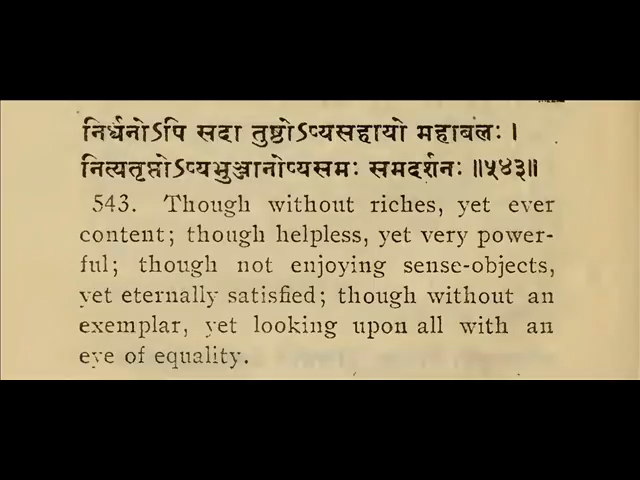 निर्धनोऽपि सदा तुष्टोऽप्यसहायो महाबलः ।
नित्यतृप्तोऽप्यभुञ्जानोप्यसमः समदर्शनः ॥५४३॥
543. Though without riches, yet ever
content; though helpless, yet very power-
ful; though not enjoying sense-objects,
yet eternally satisfied; though without an
exemplar, yet looking upon all with an
eye of equality.